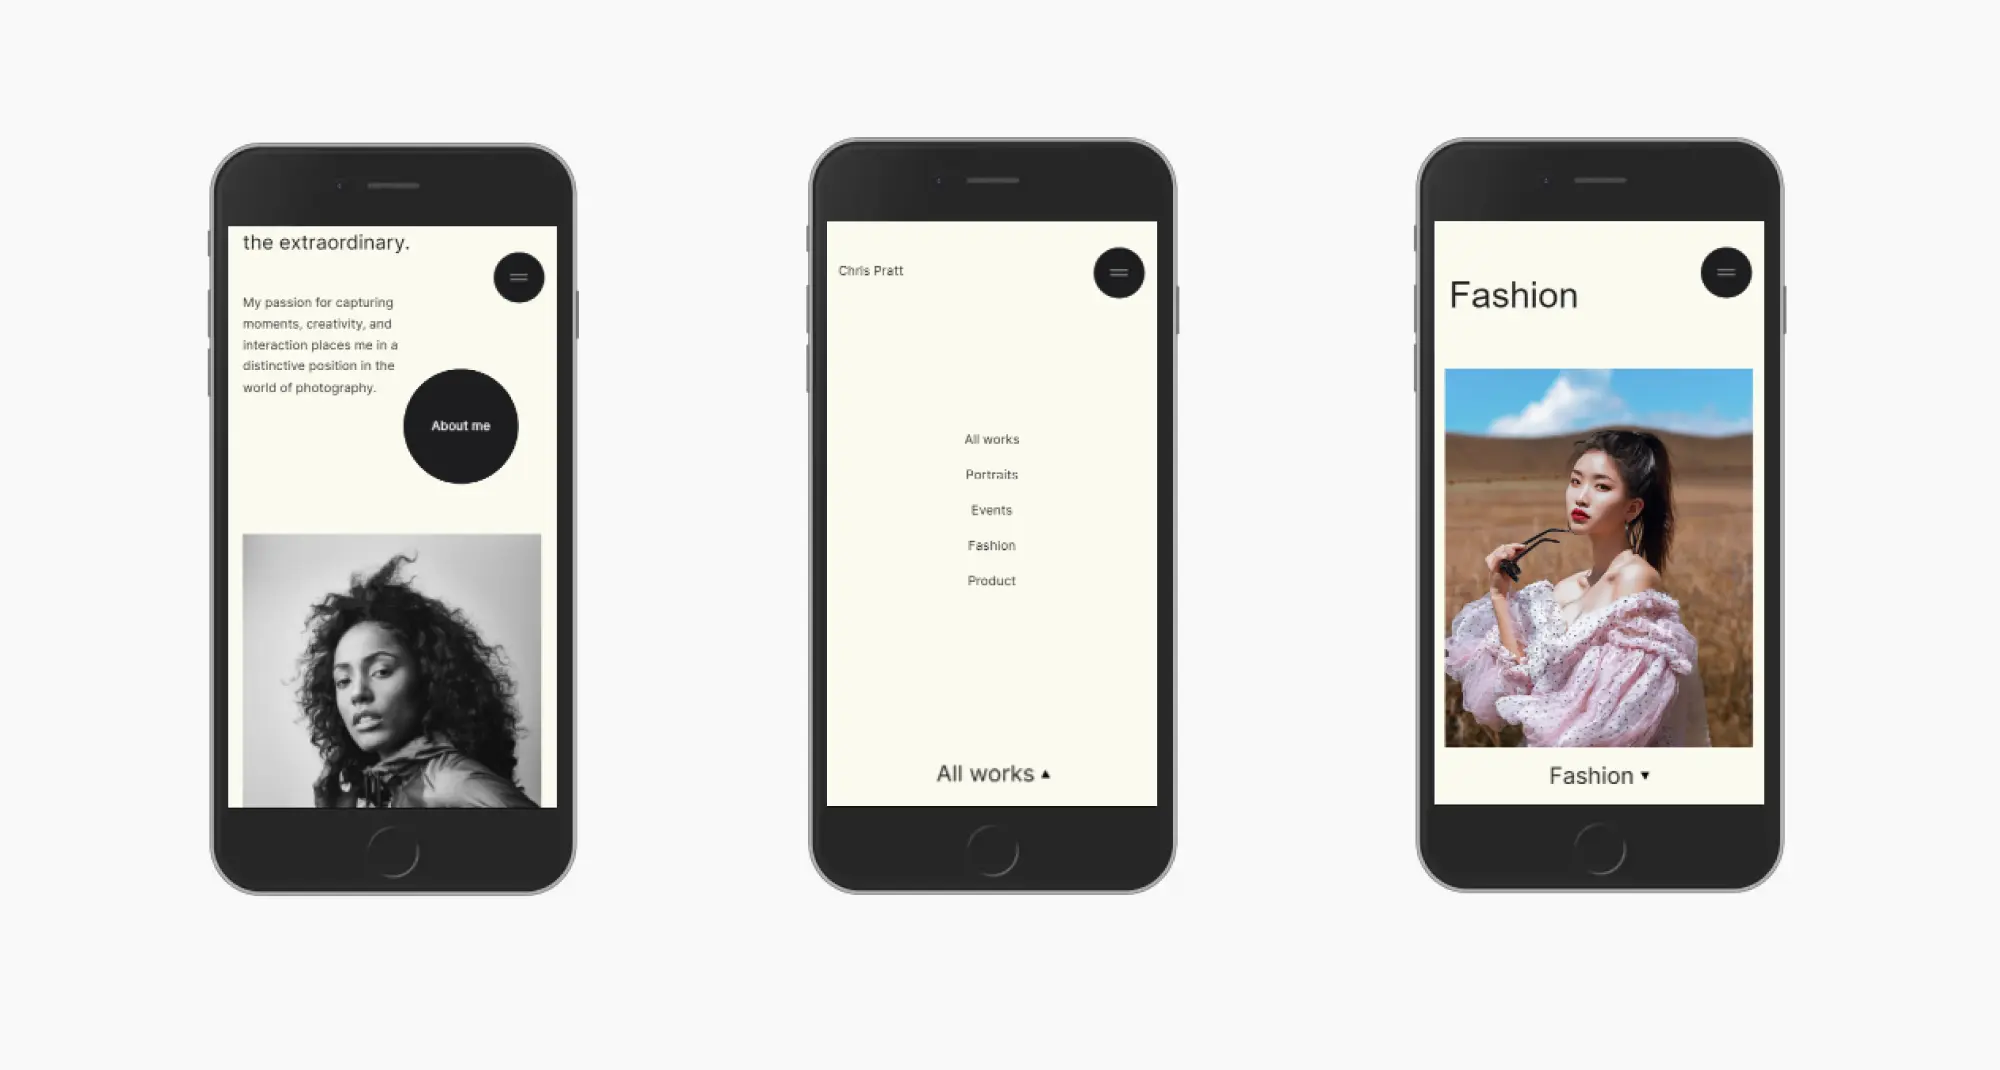 the extraordinary.
My passion for capturing
moments, creativity, and
interaction places me in a
distinctive position in the
world of photography.
About me
Chris Pratt
All works
Portraits
Events
Fashion
Product
All works ▲
Fashion
Fashion ▼